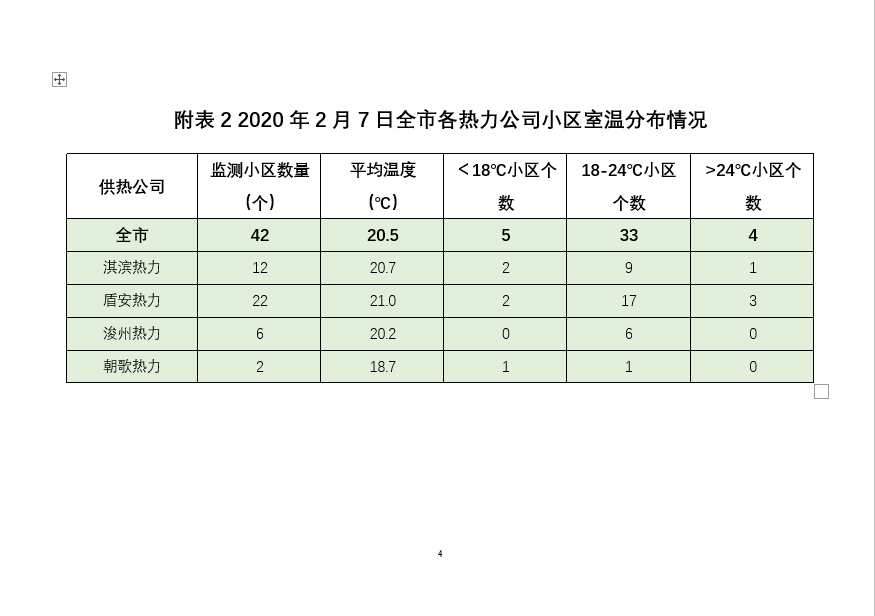 附表 2 2020 年 2 月 7 日全市各热力公司小区室温分布情况
供热公司 监测小区数量（个） 平均温度（℃） ＜18℃小区个数 18-24℃小区个数 >24℃小区个数
全市 42 20.5 5 33 4
淇滨热力 12 20.7 2 9 1
盾安热力 22 21.0 2 17 3
浚州热力 6 20.2 0 6 0
朝歌热力 2 18.7 1 1 0
4